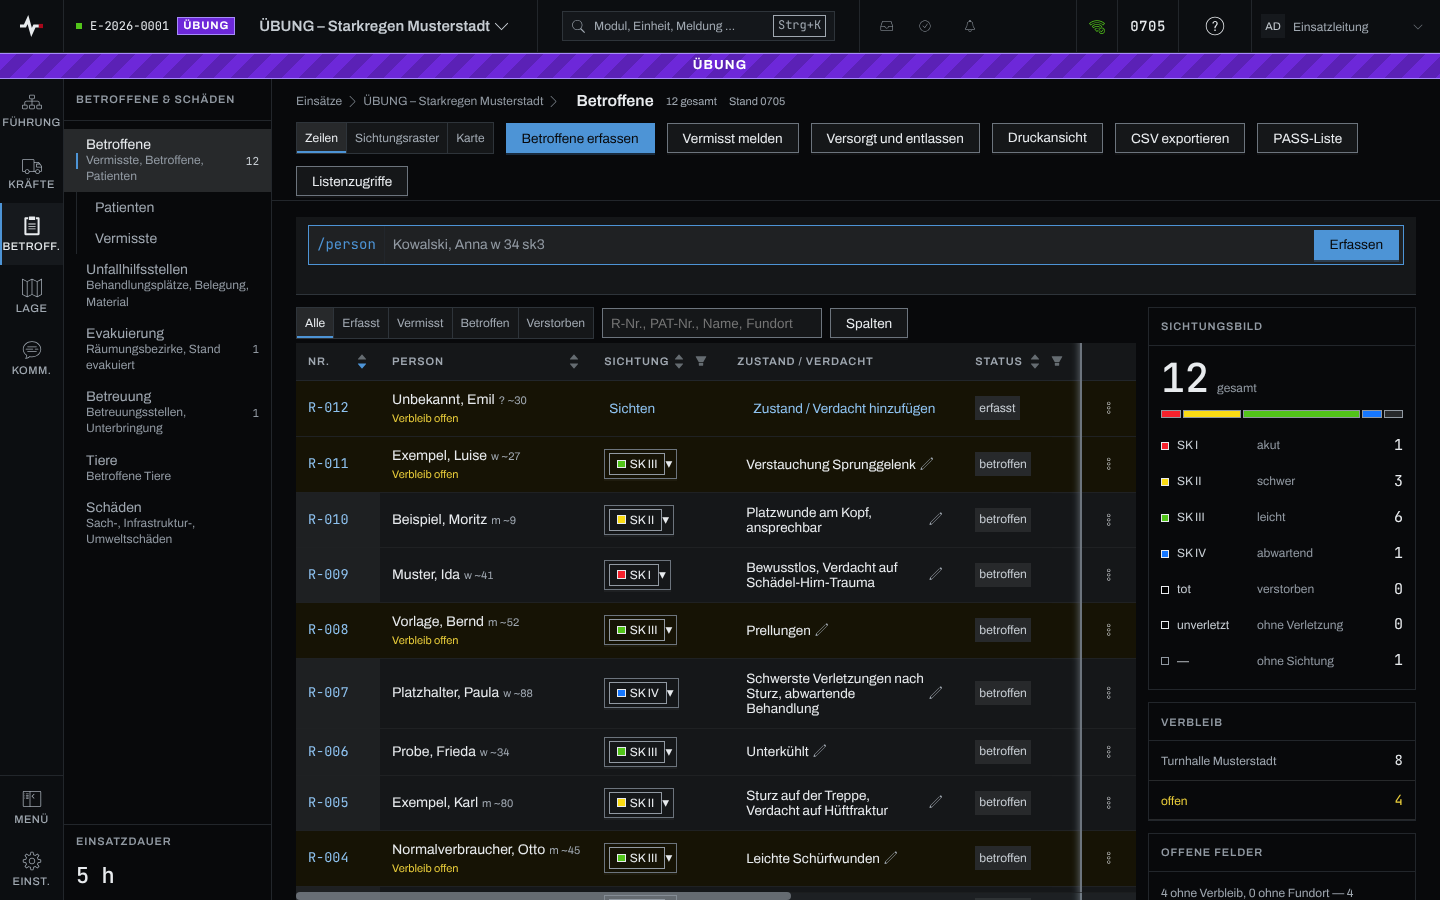 E-2026-0001 ÜBUNG ÜBUNG – Starkregen Musterstadt Modul, Einheit, Meldung ... Strg+K 0705 ? AD Einsatzleitung
ÜBUNG
FÜHRUNG
KRÄFTE
BETROFF.
LAGE
KOMM.
MENÜ
EINST.
BETROFFENE & SCHÄDEN
Betroffene
Vermisste, Betroffene, 12
Patienten
Patienten
Vermisste
Unfallhilfsstellen
Behandlungsplätze, Belegung,
Material
Evakuierung
Räumungsbezirke, Stand 1
evakuiert
Betreuung
Betreuungsstellen, 1
Unterbringung
Tiere
Betroffene Tiere
Schäden
Sach-, Infrastruktur-,
Umweltschäden
EINSATZDAUER
5 h
Einsätze ÜBUNG – Starkregen Musterstadt Betroffene 12 gesamt Stand 0705
Zeilen Sichtungsraster Karte Betroffene erfassen Vermisst melden Versorgt und entlassen Druckansicht CSV exportieren PASS-Liste
Listenzugriffe
/person Kowalski, Anna w 34 sk3 Erfassen
Alle Erfasst Vermisst Betroffen Verstorben R-Nr., PAT-Nr., Name, Fundort Spalten
NR. PERSON SICHTUNG ZUSTAND / VERDACHT STATUS
R-012 Unbekannt, Emil ? ~30 Sichten Zustand / Verdacht hinzufügen erfasst
Verbleib offen
R-011 Exempel, Luise w ~27 SK III Verstauchung Sprunggelenk betroffen
Verbleib offen
R-010 Beispiel, Moritz m ~9 SK II Platzwunde am Kopf, betroffen
ansprechbar
R-009 Muster, Ida w ~41 SK I Bewusstlos, Verdacht auf betroffen
Schädel-Hirn-Trauma
R-008 Vorlage, Bernd m ~52 SK III Prellungen betroffen
Verbleib offen
R-007 Platzhalter, Paula w ~88 SK IV Schwerste Verletzungen nach betroffen
Sturz, abwartende
Behandlung
R-006 Probe, Frieda w ~34 SK III Unterkühlt betroffen
R-005 Exempel, Karl m ~80 SK II Sturz auf der Treppe, betroffen
Verdacht auf Hüftfraktur
R-004 Normalverbraucher, Otto m ~45 SK III Leichte Schürfwunden betroffen
Verbleib offen
SICHTUNGSBILD
12 gesamt
SK I akut 1
SK II schwer 3
SK III leicht 6
SK IV abwartend 1
tot verstorben 0
unverletzt ohne Verletzung 0
— ohne Sichtung 1
VERBLEIB
Turnhalle Musterstadt 8
offen 4
OFFENE FELDER
4 ohne Verbleib, 0 ohne Fundort — 4